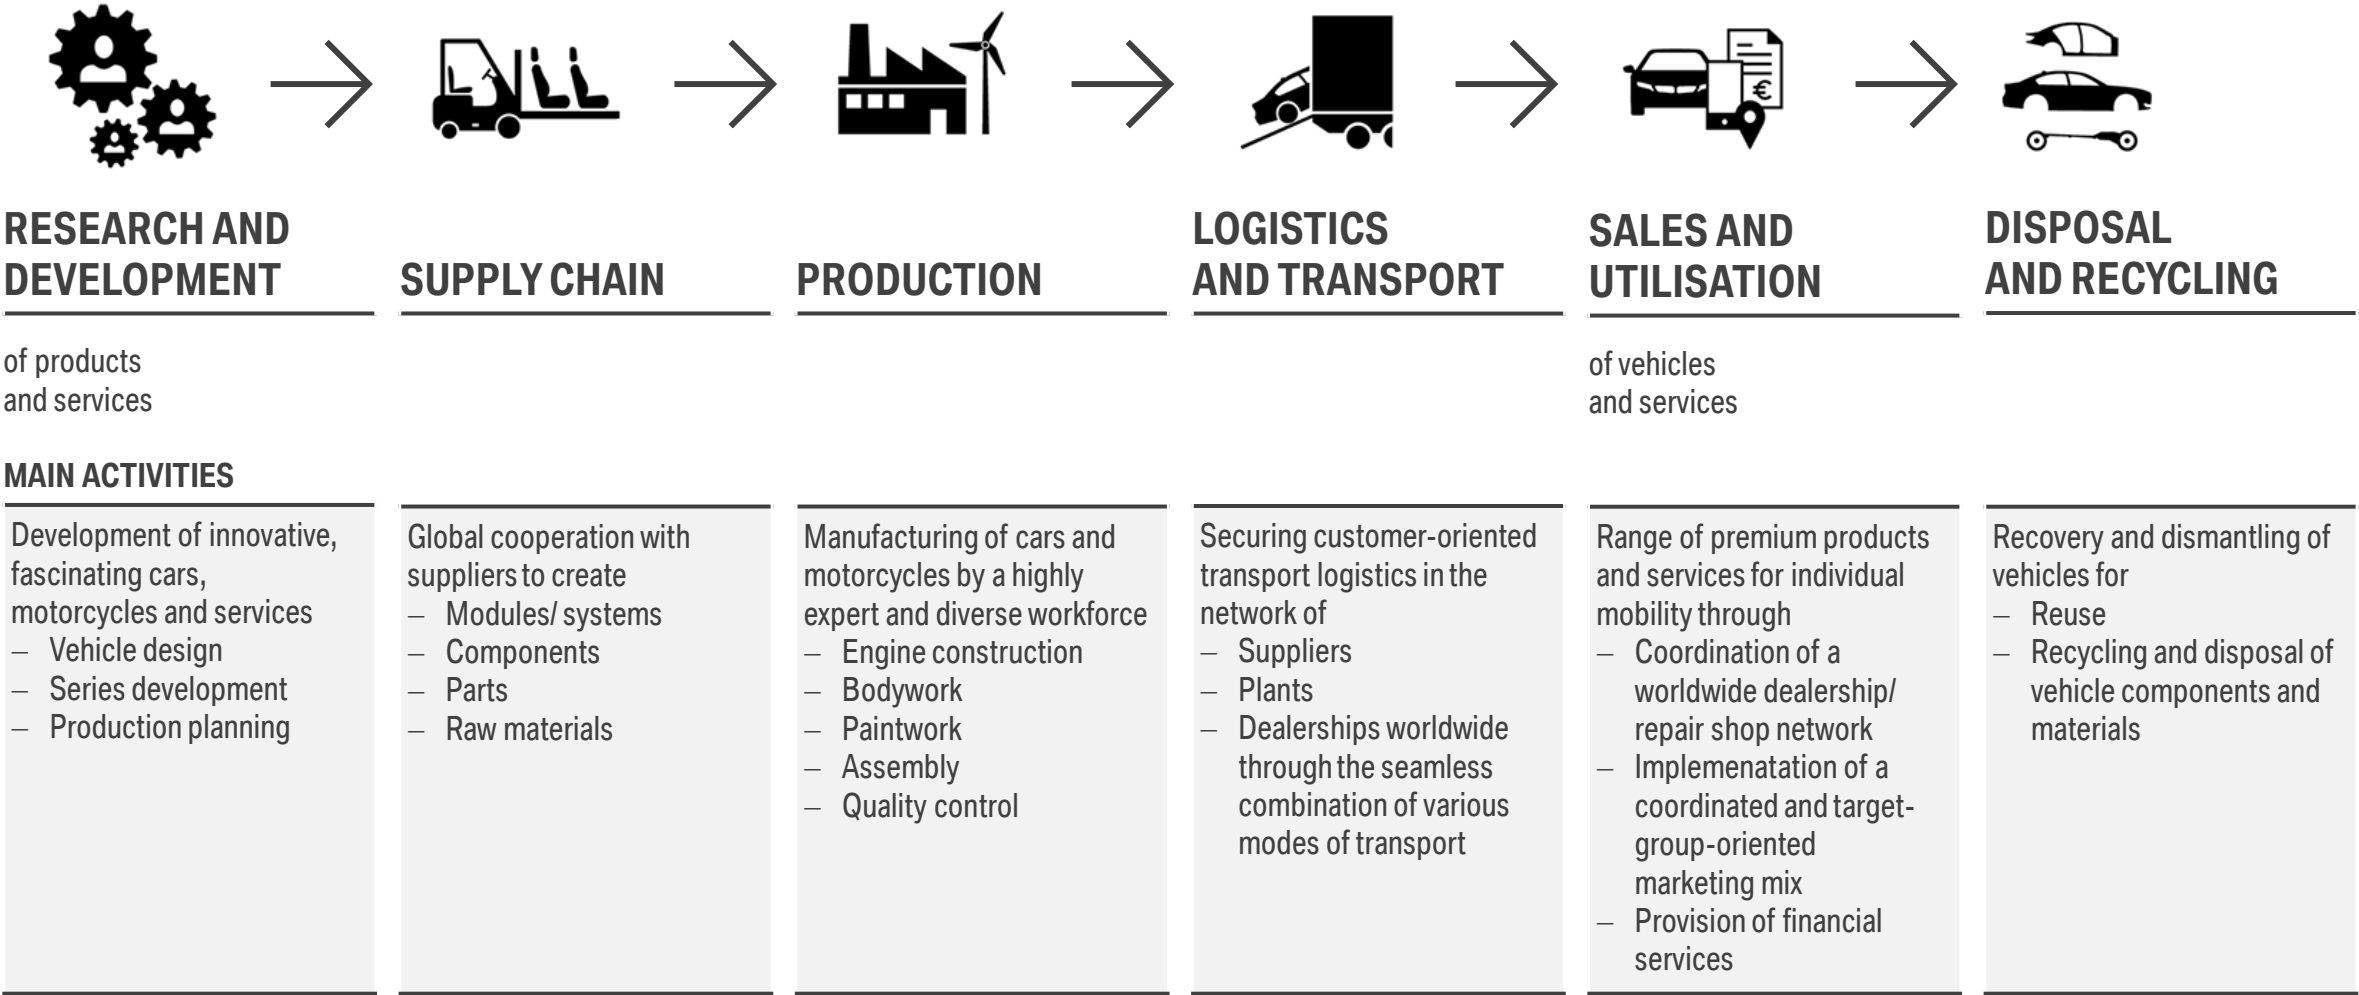 RESEARCH AND
DEVELOPMENT
of products
and services
SUPPLY CHAIN
PRODUCTION
LOGISTICS
AND TRANSPORT
SALES AND
UTILISATION
of vehicles
and services
DISPOSAL
AND RECYCLING
MAIN ACTIVITIES
Development of innovative,
fascinating cars,
motorcycles and services
– Vehicle design
– Series development
– Production planning
Global cooperation with
suppliers to create
– Modules/ systems
– Components
– Parts
– Raw materials
Manufacturing of cars and
motorcycles by a highly
expert and diverse workforce
– Engine construction
– Bodywork
– Paintwork
– Assembly
– Quality control
Securing customer-oriented
transport logistics in the
network of
– Suppliers
– Plants
– Dealerships worldwide
through the seamless
combination of various
modes of transport
Range of premium products
and services for individual
mobility through
– Coordination of a
worldwide dealership/
repair shop network
– Implemenatation of a
coordinated and target-
group-oriented
marketing mix
– Provision of financial
services
Recovery and dismantling of
vehicles for
– Reuse
– Recycling and disposal of
vehicle components and
materials
€